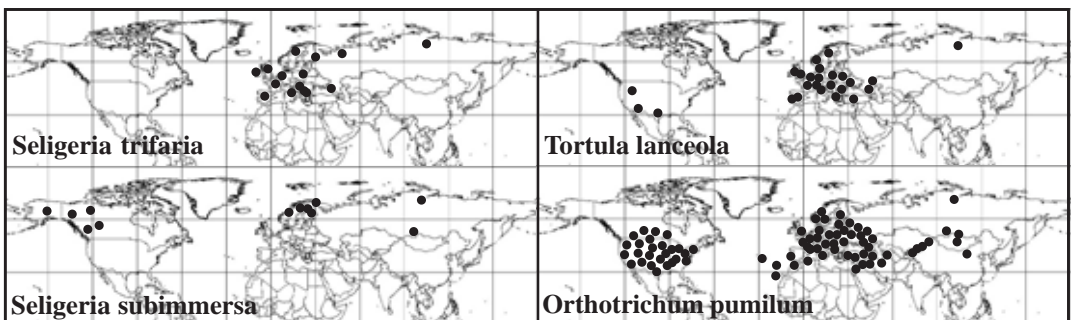 Seligeria trifaria
Tortula lanceola
Seligeria subimmersa
Orthotrichum pumilum